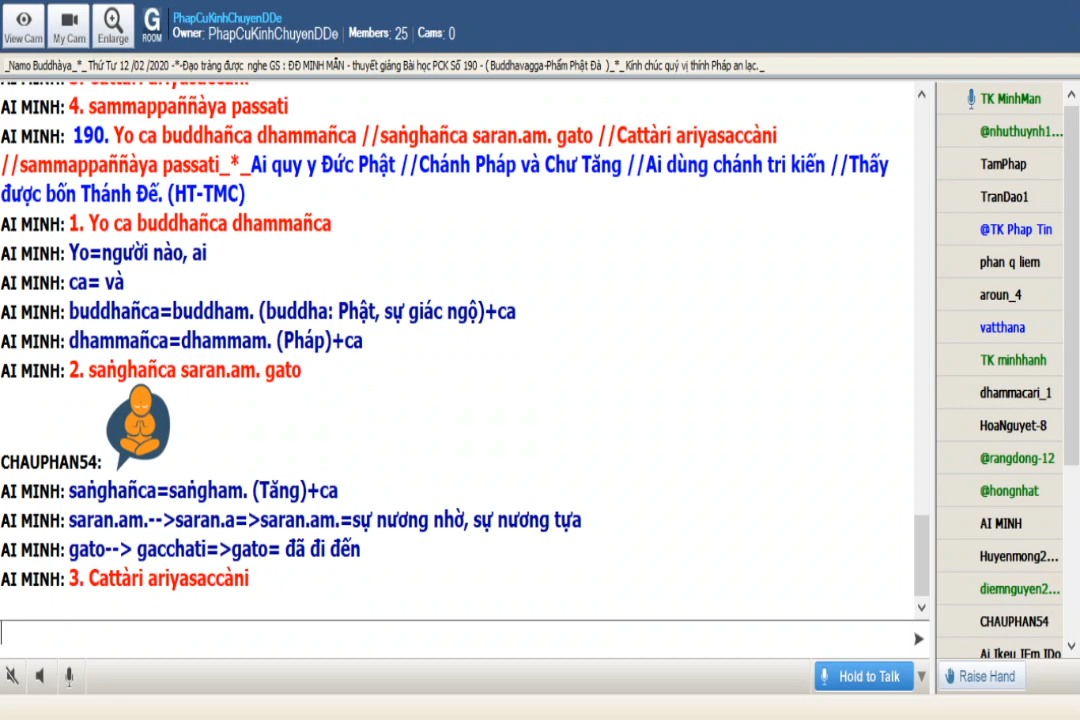 PhapCuKinhChuyenDDe
Owner: PhapCuKinhChuyenDDe Members: 25 Cams: 0
View Cam My Cam Enlarge G ROOM
_Namo Buddhàya_*_ Thứ Tư 12 /02 /2020 -*-Đạo tràng được nghe GS : ĐĐ MINH MẪN - thuyết giảng Bài học PCK Số 190 - ( Buddhavagga-Phẩm Phật Đà )_*_Kính chúc quý vị thính Pháp an lạc._
AI MINH: 3. Cattàri ariyasaccàni
AI MINH: 4. sammappaññàya passati
AI MINH: 190. Yo ca buddhañca dhammañca //saṅghañca saran.am. gato //Cattàri ariyasaccàni
//sammappaññàya passati_*_Ai quy y Đức Phật //Chánh Pháp và Chư Tăng //Ai dùng chánh tri kiến //Thấy
được bốn Thánh Đế. (HT-TMC)
AI MINH: 1. Yo ca buddhañca dhammañca
AI MINH: Yo=người nào, ai
AI MINH: ca= và
AI MINH: buddhañca=buddham. (buddha: Phật, sự giác ngộ)+ca
AI MINH: dhammañca=dhammam. (Pháp)+ca
AI MINH: 2. saṅghañca saran.am. gato
CHAUPHAN54:
AI MINH: saṅghañca=saṅgham. (Tăng)+ca
AI MINH: saran.am.-->saran.a=>saran.am.=sự nương nhờ, sự nương tựa
AI MINH: gato--> gacchati=>gato= đã đi đến
AI MINH: 3. Cattàri ariyasaccàni
TK MinhMan
@nhuthuynh1...
TamPhap
TranDao1
@TK Phap Tin
phan q liem
aroun_4
vatthana
TK minhhanh
dhammacari_1
HoaNguyet-8
@rangdong-12
@hongnhat
AI MINH
Huyenmong2...
diemnguyen2...
CHAUPHAN54
Ai Ikeu IEm IDo
Hold to Talk
Raise Hand